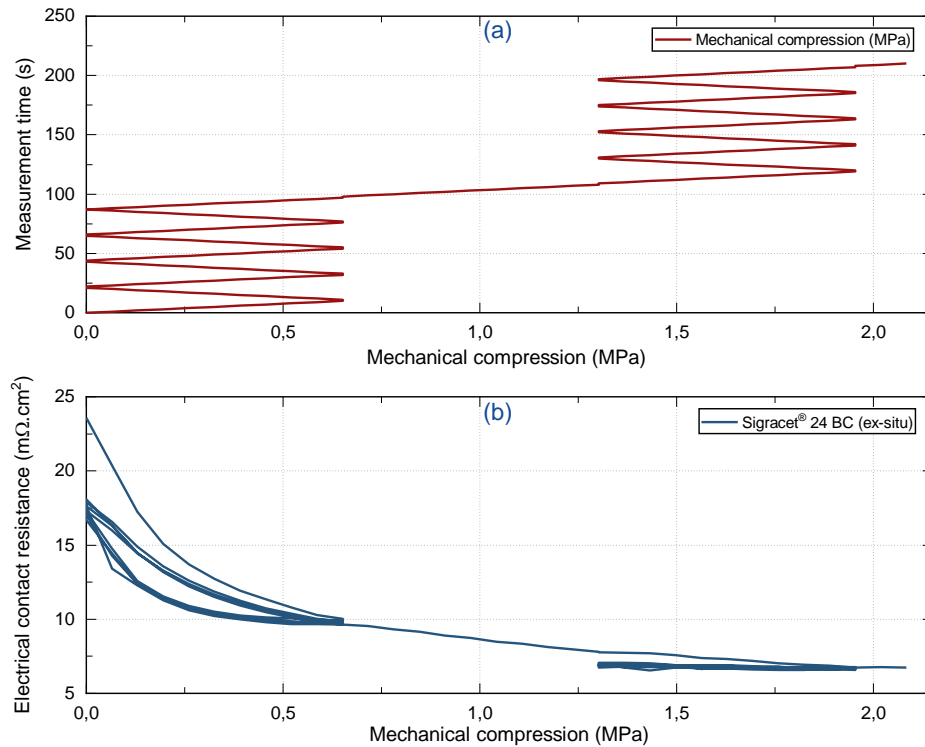 (a)
Mechanical compression (MPa)
250
200
150
100
50
0
Measurement time (s)
0,0 0,5 1,0 1,5 2,0
Mechanical compression (MPa)
(b)
Sigracet® 24 BC (ex-situ)
25
20
15
10
5
Electrical contact resistance (mΩ.cm²)
0,0 0,5 1,0 1,5 2,0
Mechanical compression (MPa)